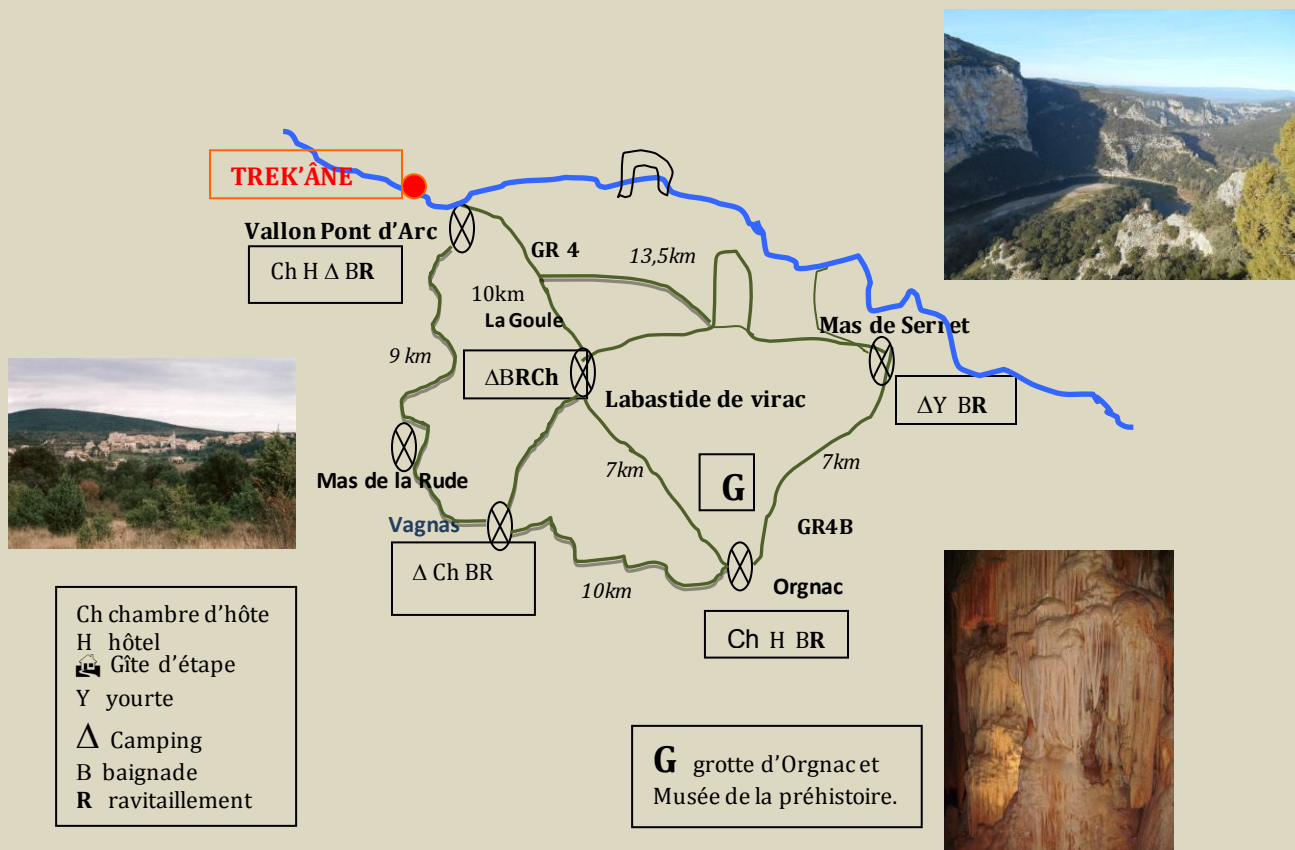 TREK'ÂNE
Vallon Pont d'Arc
Ch H Δ BR
GR 4
13,5km
10km
La Goule
Mas de Serret
9 km
ΔBRCh
Labastide de virac
ΔY BR
7km
7km
Mas de la Rude
G
Vagnas
GR4B
Δ Ch BR
10km
Orgnac
Ch H BR
Ch chambre d'hôte
H hôtel
Gîte d'étape
Y yourte
Δ Camping
B baignade
R ravitaillement
G grotte d'Orgnac et
Musée de la préhistoire.